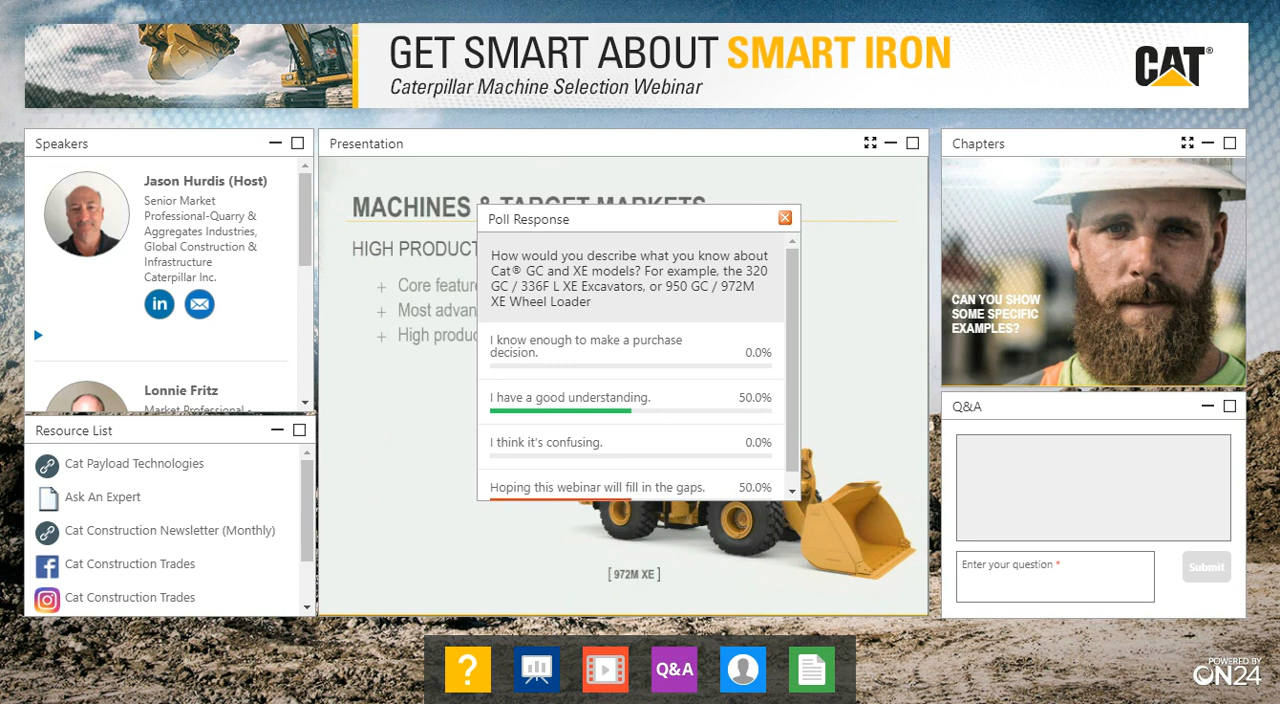 GET SMART ABOUT SMART IRON
Caterpillar Machine Selection Webinar
CAT®
Speakers
Jason Hurdis (Host)
Senior Market
Professional-Quarry &
Aggregates Industries,
Global Construction &
Infrastructure
Caterpillar Inc.
in
Lonnie Fritz
Market Professional -
Resource List
Cat Payload Technologies
Ask An Expert
Cat Construction Newsletter (Monthly)
Cat Construction Trades
Cat Construction Trades
Presentation
MACHINES & TARGET MARKETS
HIGH PRODUCT
+ Core feature
+ Most advan
+ High produc
[ 972M XE ]
Poll Response
How would you describe what you know about
Cat® GC and XE models? For example, the 320
GC / 336F L XE Excavators, or 950 GC / 972M
XE Wheel Loader
I know enough to make a purchase
decision. 0.0%
I have a good understanding. 50.0%
I think it's confusing. 0.0%
Hoping this webinar will fill in the gaps. 50.0%
Chapters
CAN YOU SHOW
SOME SPECIFIC
EXAMPLES?
Q&A
Enter your question *
Submit
?
Q&A
POWERED BY
ON24